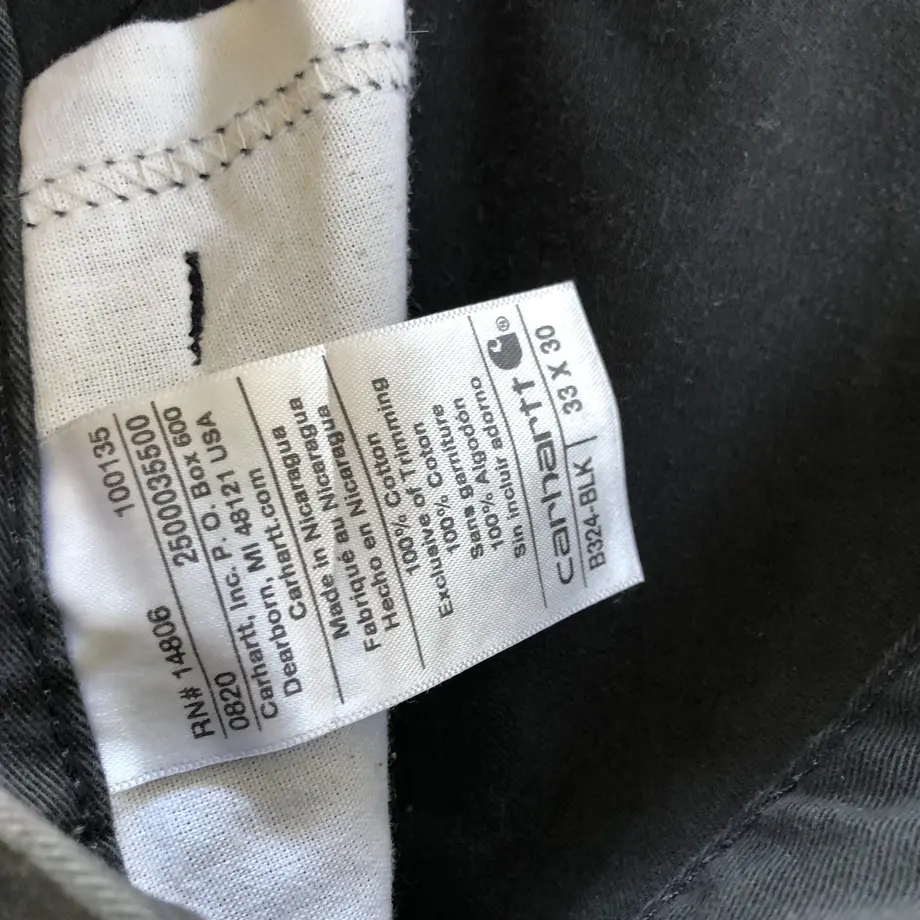 carhartt®
B324-BLK | 33 X 30
Sin incluir adorno
100% Algodon
Sans garniture
100% Coton
Exclusive of Trimming
100% Cotton
Hecho en Nicaragua
Fabriqué au Nicaragua
Made in Nicaragua
Carhartt.com
Dearborn, MI 48121 USA
Carhartt, Inc. P. O. Box 600
0820 2500035500
RN# 14806 100135